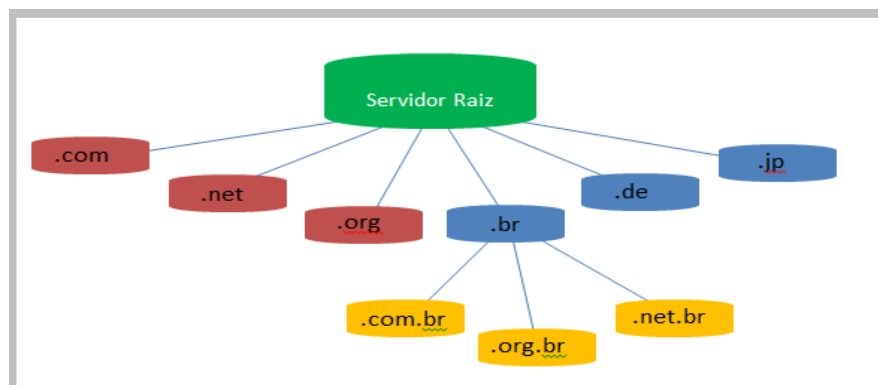 Servidor Raiz
.com
.net
.org
.br
.de
.jp
.com.br
.org.br
.net.br